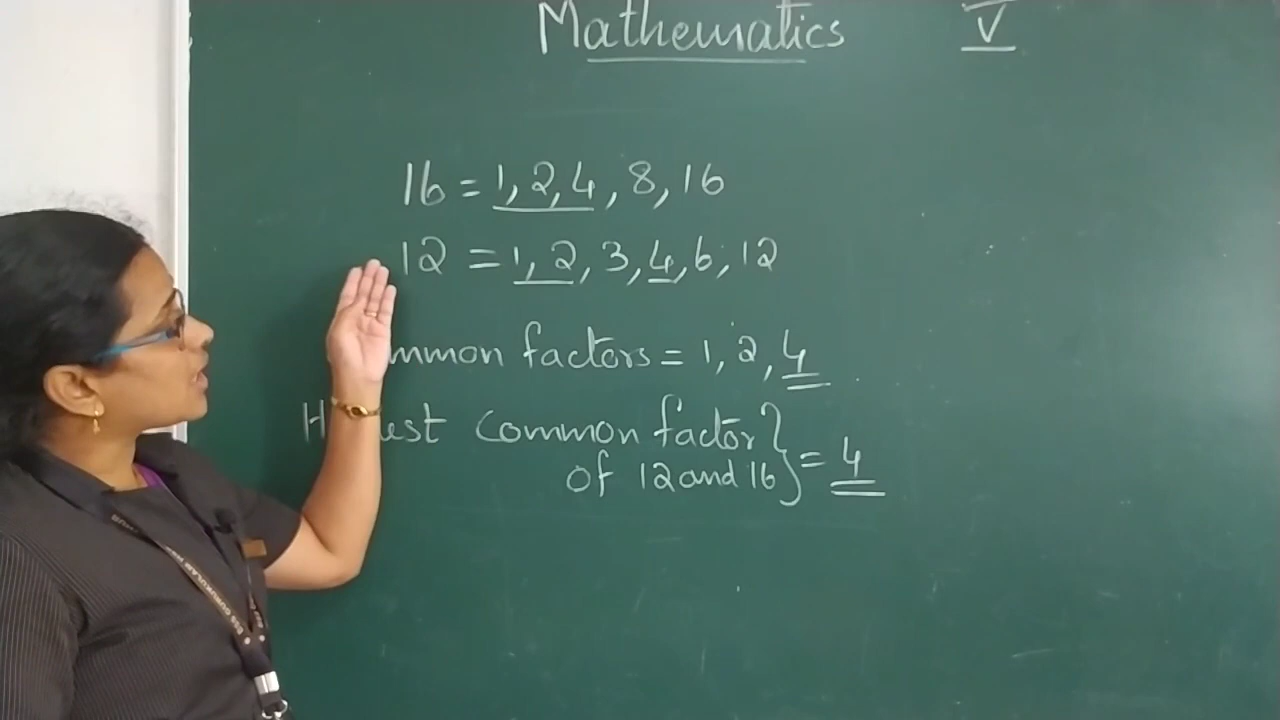 Mathematics V
16 = 1, 2, 4, 8, 16
12 = 1, 2, 3, 4, 6, 12
mmon factors = 1, 2, 4
H est common factor }
of 12 and 16 } = 4